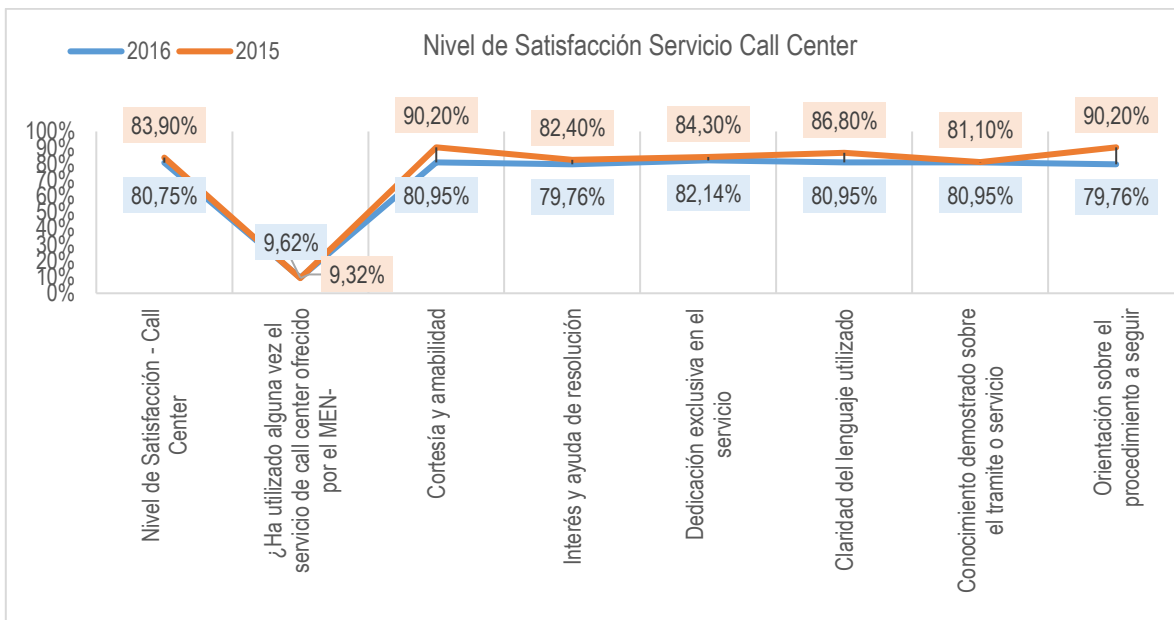 Nivel de Satisfacción Servicio Call Center
2016
2015
100%
90%
80%
70%
60%
50%
40%
30%
20%
10%
0%
83,90%
90,20%
82,40%
84,30%
86,80%
81,10%
90,20%
80,75%
9,62%
9,32%
80,95%
79,76%
82,14%
80,95%
80,95%
79,76%
Nivel de Satisfacción - Call
Center
¿Ha utilizado alguna vez el
servicio de call center ofrecido
por el MEN-
Cortesía y amabilidad
Interés y ayuda de resolución
Dedicación exclusiva en el
servicio
Claridad del lenguaje utilizado
Conocimiento demostrado sobre
el tramite o servicio
Orientación sobre el
procedimiento a seguir